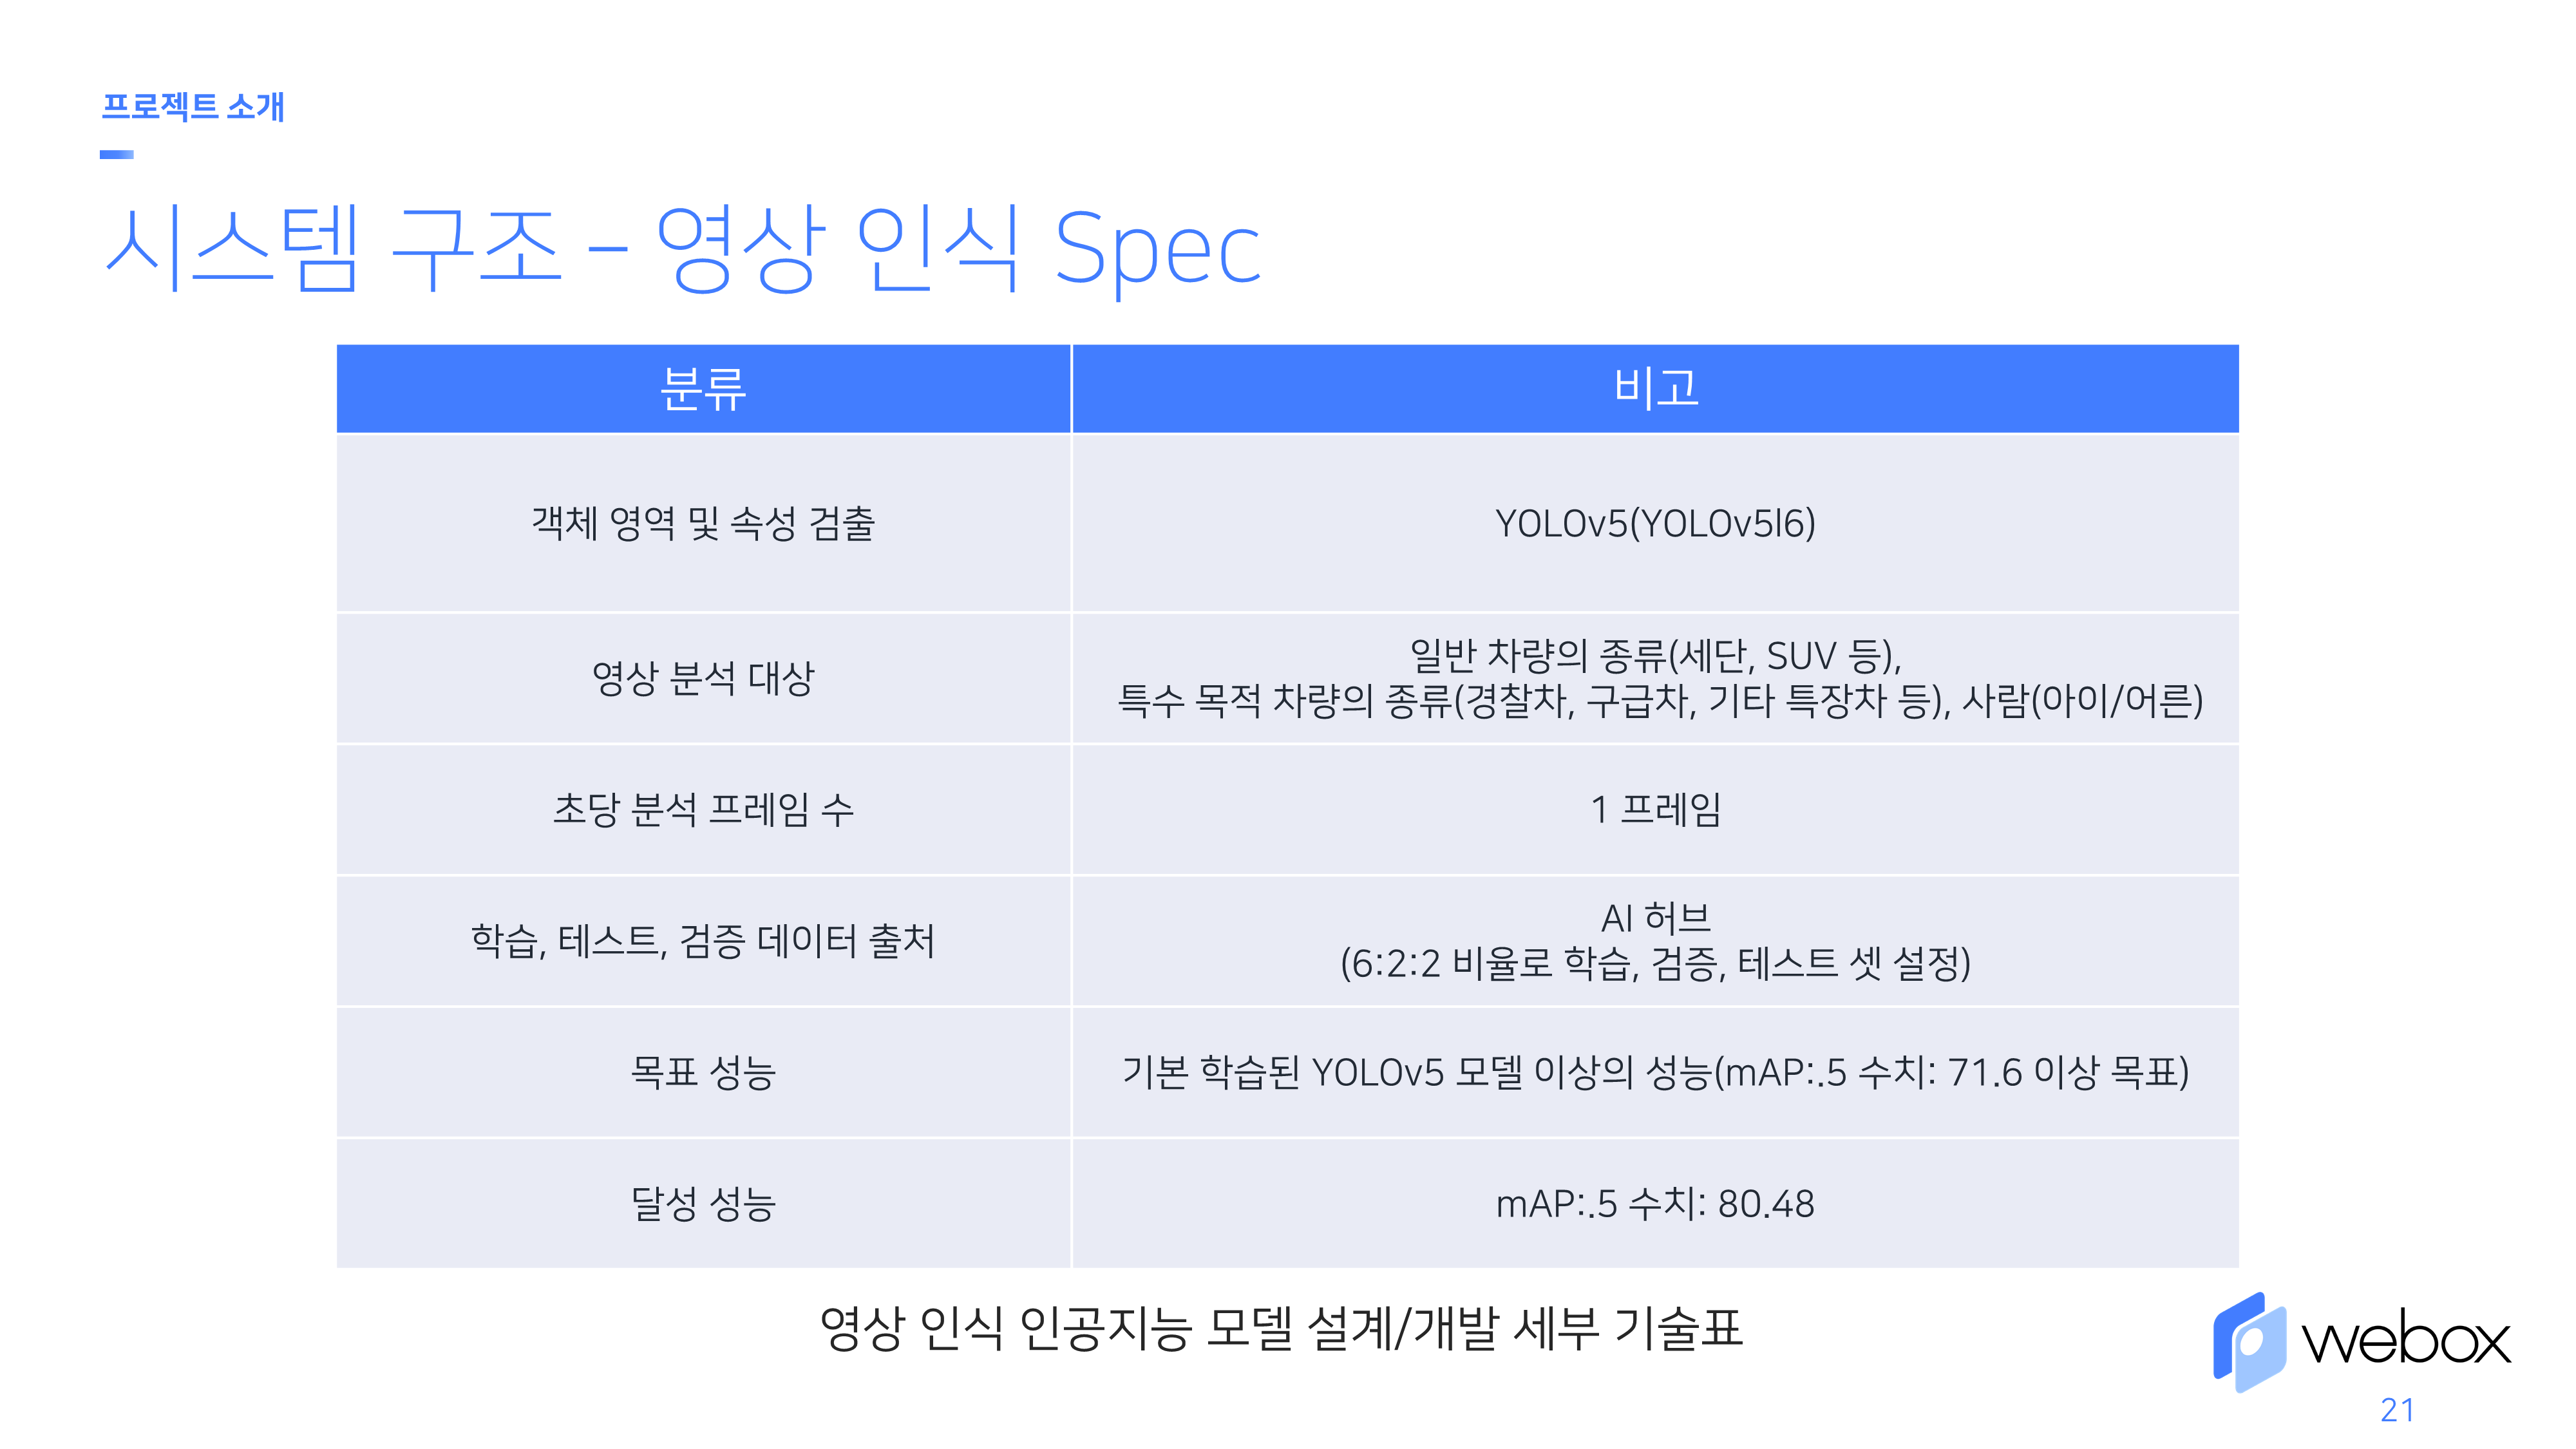 프로젝트 소개
시스템 구조 – 영상 인식 Spec
분류
비고
객체 영역 및 속성 검출
YOLOv5(YOLOv5l6)
영상 분석 대상
일반 차량의 종류(세단, SUV 등),
특수 목적 차량의 종류(경찰차, 구급차, 기타 특장차 등), 사람(아이/어른)
초당 분석 프레임 수
1 프레임
학습, 테스트, 검증 데이터 출처
AI 허브
(6:2:2 비율로 학습, 검증, 테스트 셋 설정)
목표 성능
기본 학습된 YOLOv5 모델 이상의 성능(mAP:.5 수치: 71.6 이상 목표)
달성 성능
mAP:.5 수치: 80.48
영상 인식 인공지능 모델 설계/개발 세부 기술표
webox
21